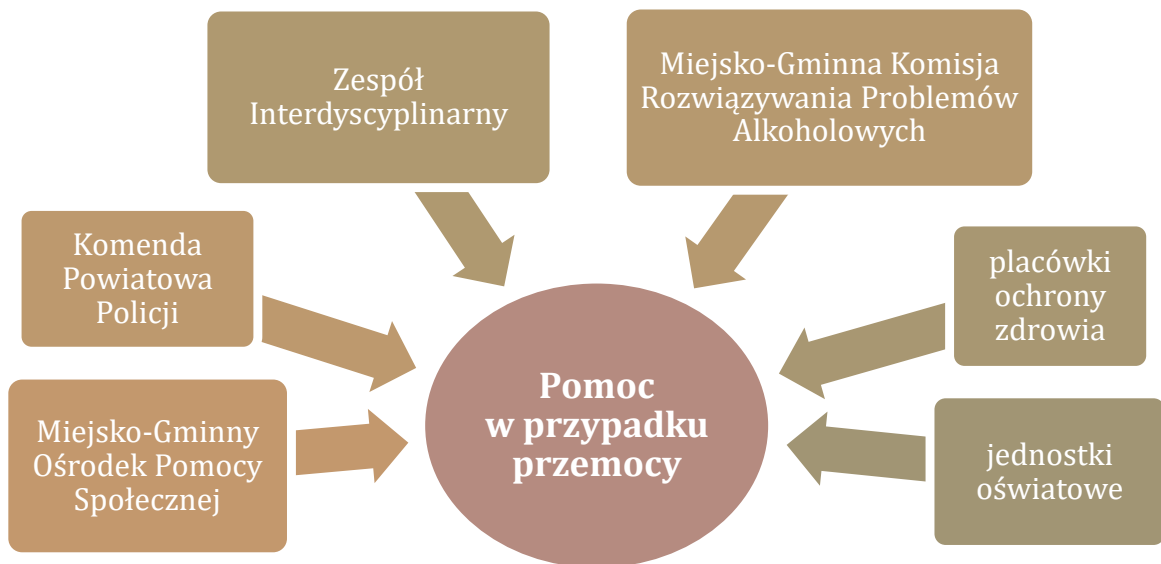 Zespół
Interdyscyplinarny
Miejsko-Gminna Komisja
Rozwiązywania Problemów
Alkoholowych
Komenda
Powiatowa
Policji
placówki
ochrony
zdrowia
Miejsko-Gminny
Ośrodek Pomocy
Społecznej
Pomoc
w przypadku
przemocy
jednostki
oświatowe